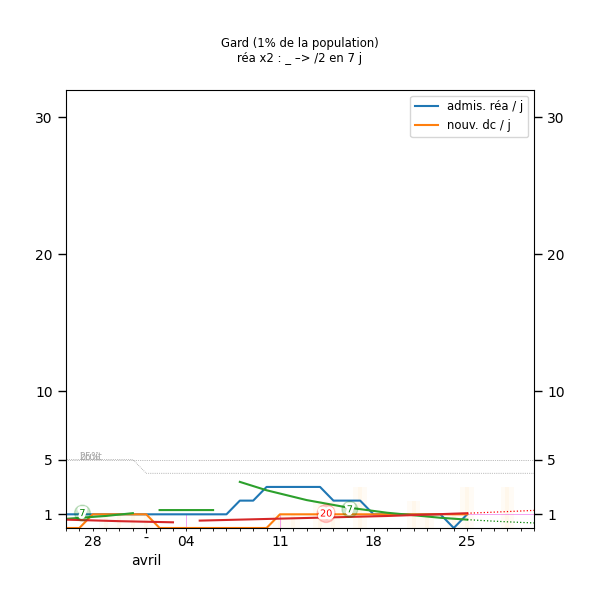 Gard (1% de la population)
réa x2 : _ –> /2 en 7 j
admis. réa / j
nouv. dc / j
30 30
20 20
10 10
5 5
1 1
7 20 7
28 - 04 11 18 25
avril